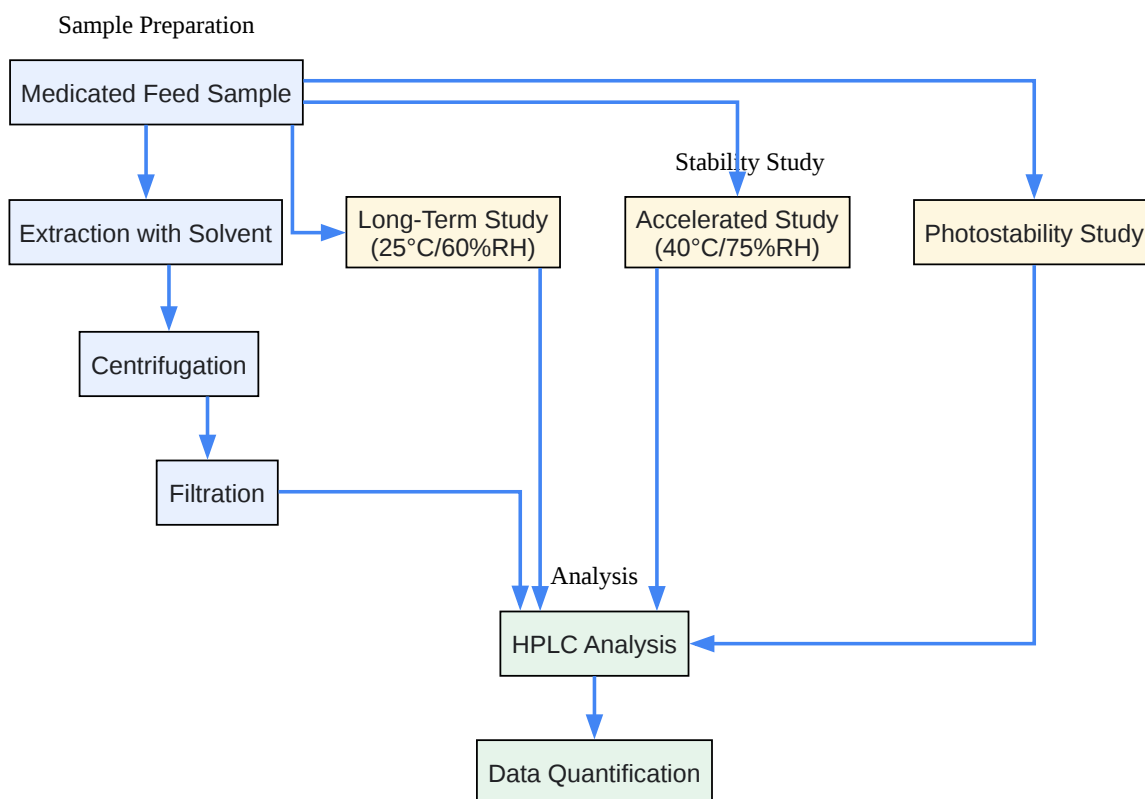 Sample Preparation
Medicated Feed Sample
Stability Study
Extraction with Solvent
Long-Term Study
(25°C/60%RH)
Accelerated Study
(40°C/75%RH)
Photostability Study
Centrifugation
Filtration
Analysis
HPLC Analysis
Data Quantification